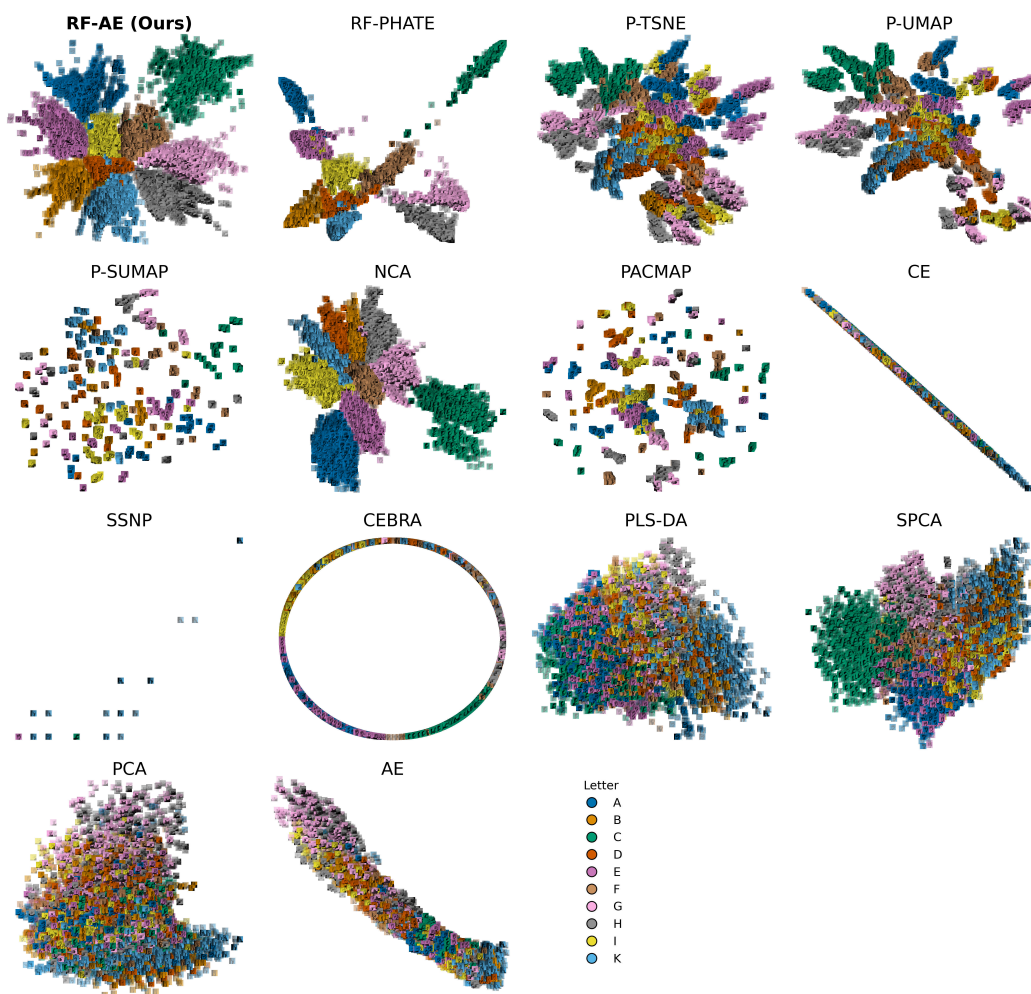 RF-AE (Ours)
RF-PHATE
P-TSNE
P-UMAP
P-SUMAP
NCA
PACMAP
CE
SSNP
CEBRA
PLS-DA
SPCA
PCA
AE
Letter
A
B
C
D
E
F
G
H
I
K